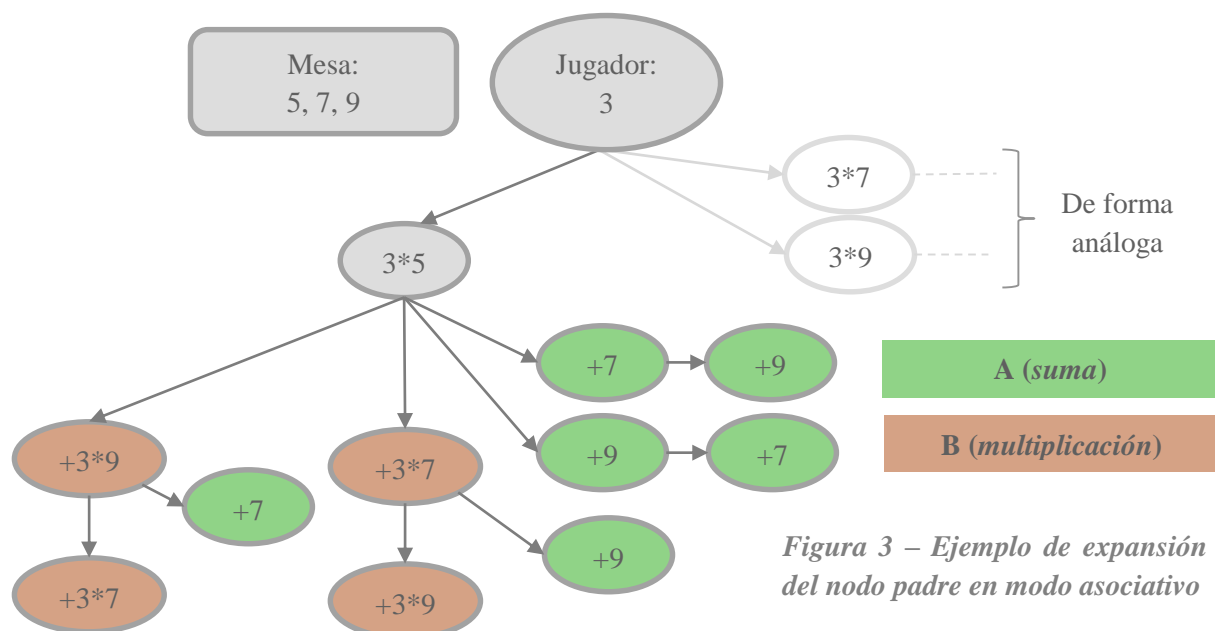 Mesa:
5, 7, 9
Jugador:
3
3*7
3*9
De forma
análoga
3*5
+7
+9
A (suma)
+9
+7
B (multiplicación)
+3*9
+3*7
+7
+9
+3*7
+3*9
Figura 3 – Ejemplo de expansión
del nodo padre en modo asociativo